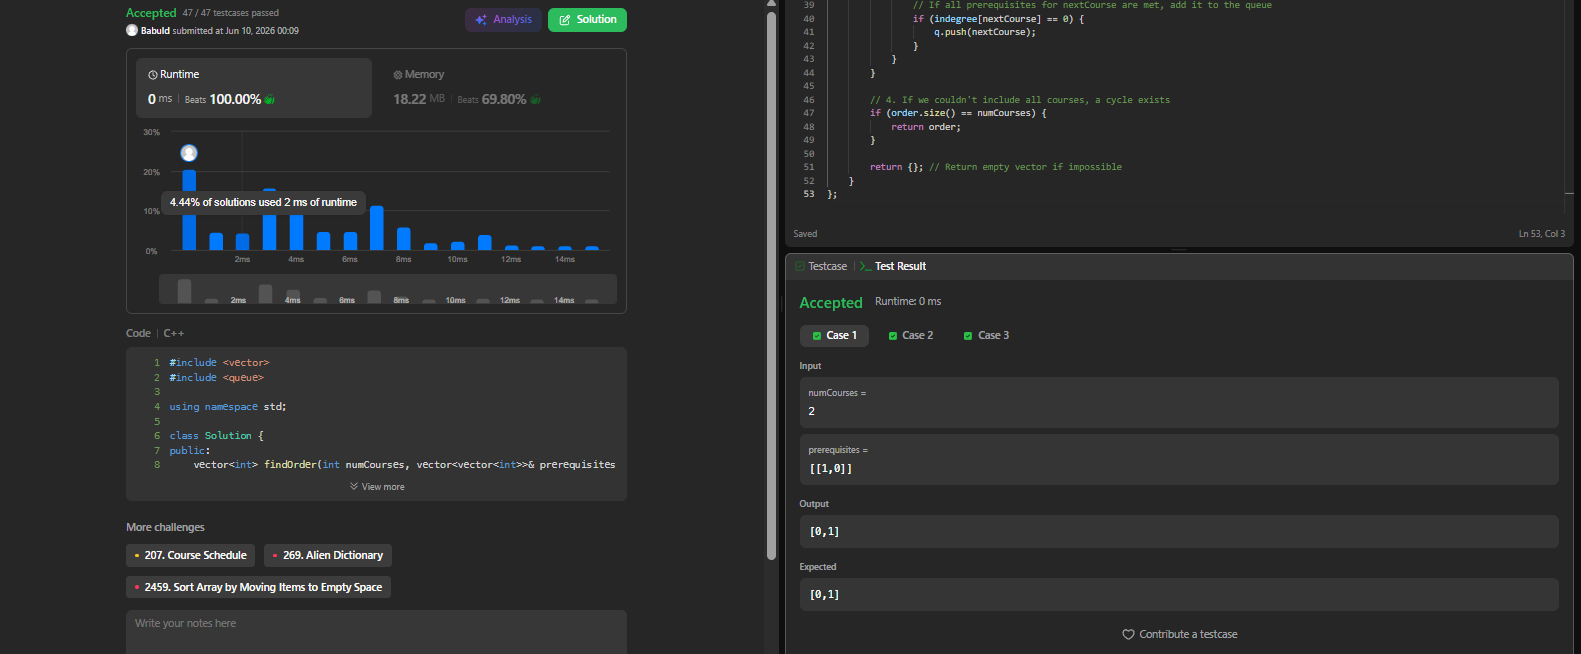 Accepted 47 / 47 testcases passed
Babuld submitted at Jun 10, 2026 00:09
Analysis
Solution
Runtime
0 ms | Beats 100.00%
Memory
18.22 MB | Beats 69.80%
30%
20%
10%
0%
4.44% of solutions used 2 ms of runtime
2ms 4ms 6ms 8ms 10ms 12ms 14ms
2ms 4ms 6ms 8ms 10ms 12ms 14ms
Code | C++
1 #include <vector>
2 #include <queue>
3
4 using namespace std;
5
6 class Solution {
7 public:
8 vector<int> findOrder(int numCourses, vector<vector<int>>& prerequisites
View more
More challenges
207. Course Schedule
269. Alien Dictionary
2459. Sort Array by Moving Items to Empty Space
Write your notes here
39 // If all prerequisites for nextCourse are met, add it to the queue
40 if (indegree[nextCourse] == 0) {
41 q.push(nextCourse);
42 }
43 }
44 }
45
46 // 4. If we couldn't include all courses, a cycle exists
47 if (order.size() == numCourses) {
48 return order;
49 }
50
51 return {}; // Return empty vector if impossible
52 }
53 };
Saved
Ln 53, Col 3
Testcase | Test Result
Accepted Runtime: 0 ms
Case 1 Case 2 Case 3
Input
numCourses =
2
prerequisites =
[[1,0]]
Output
[0,1]
Expected
[0,1]
Contribute a testcase